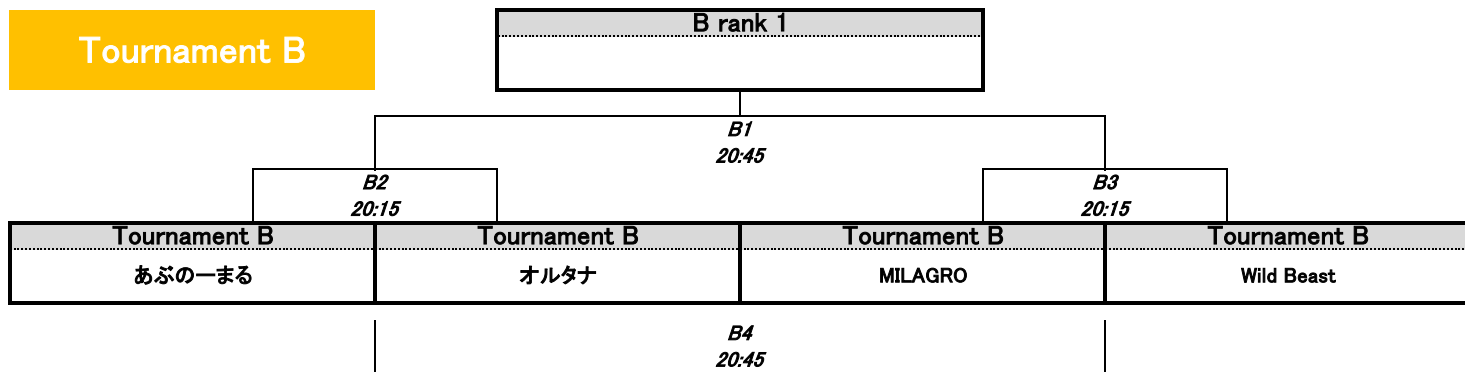 Tournament B
B rank 1
B1
20:45
B2
20:15
B3
20:15
Tournament B
Tournament B
Tournament B
Tournament B
あぶのーまる
オルタナ
MILAGRO
Wild Beast
B4
20:45